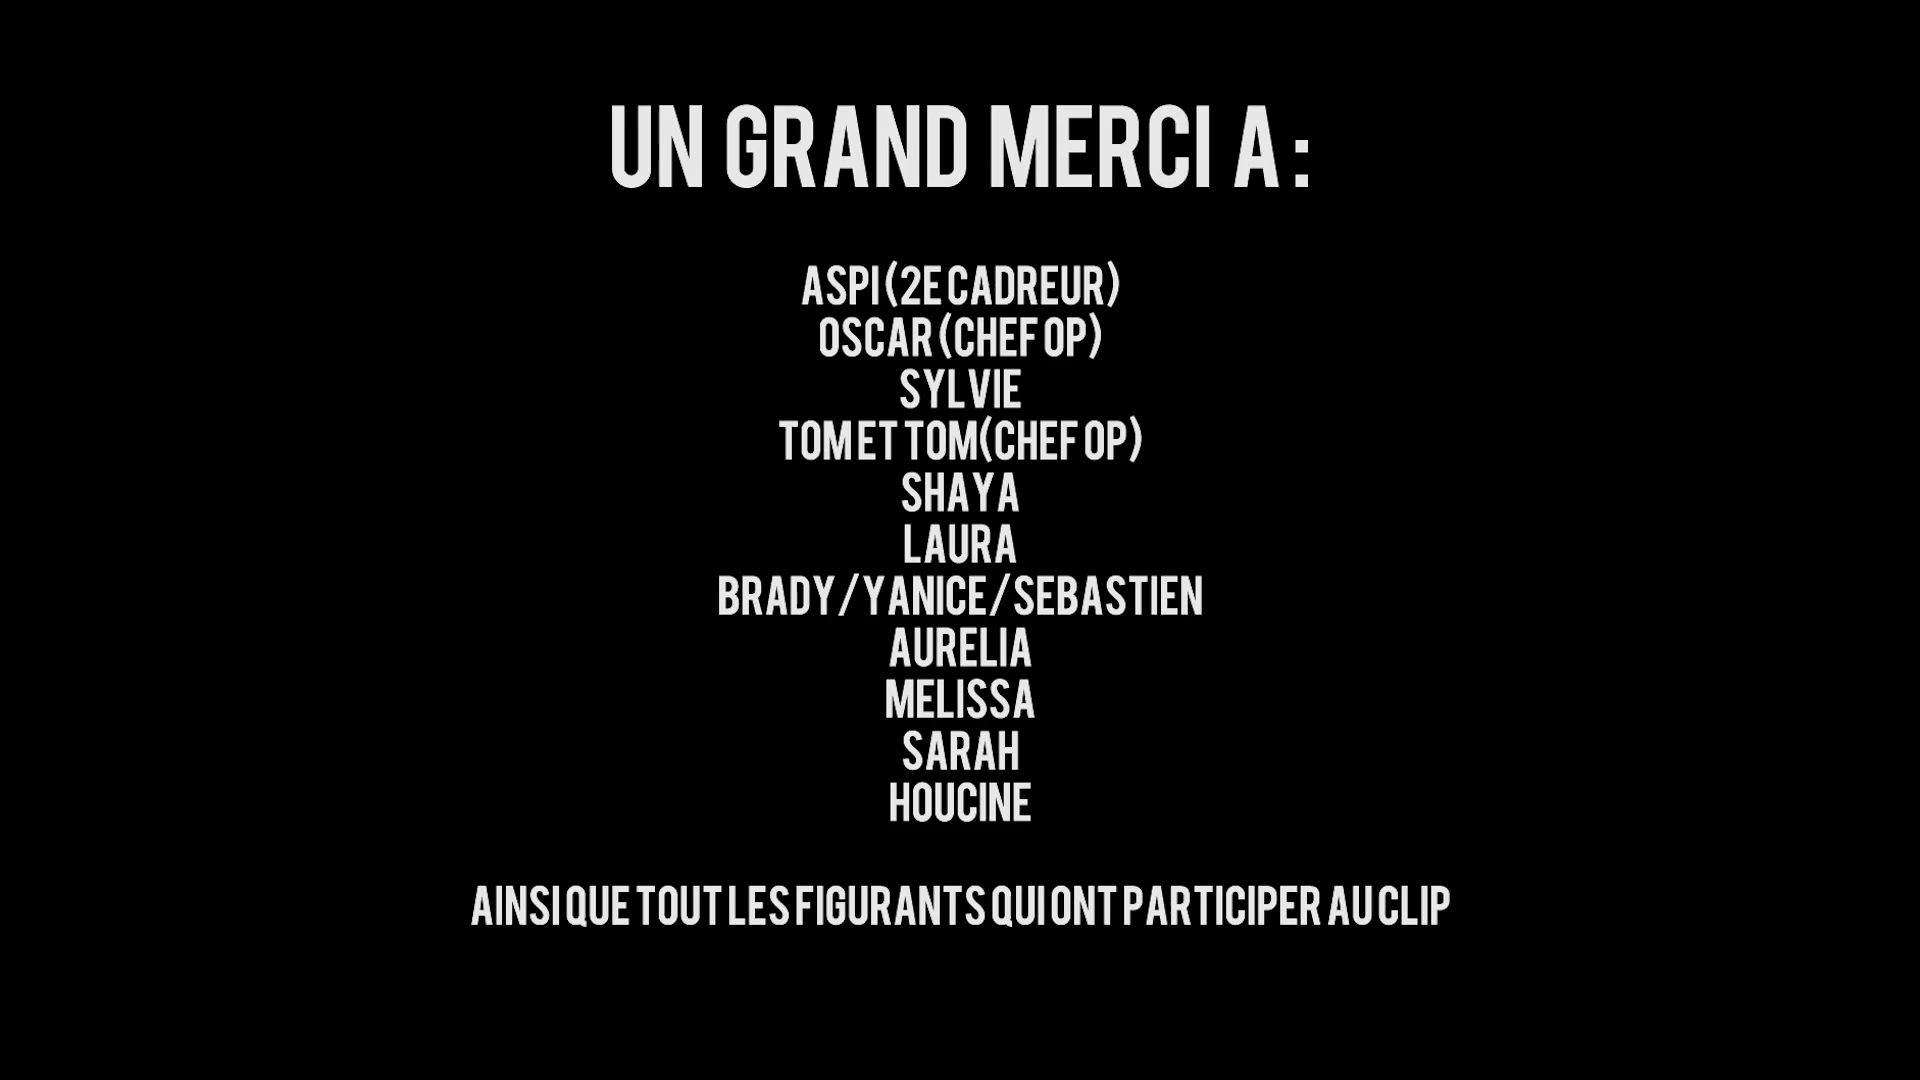 UN GRAND MERCI A :
ASPI (2E CADREUR)
OSCAR (CHEF OP)
SYLVIE
TOM ET TOM(CHEF OP)
SHAYA
LAURA
BRADY/YANICE/SEBASTIEN
AURELIA
MELISSA
SARAH
HOUCINE
AINSI QUE TOUT LES FIGURANTS QUI ONT PARTICIPER AU CLIP